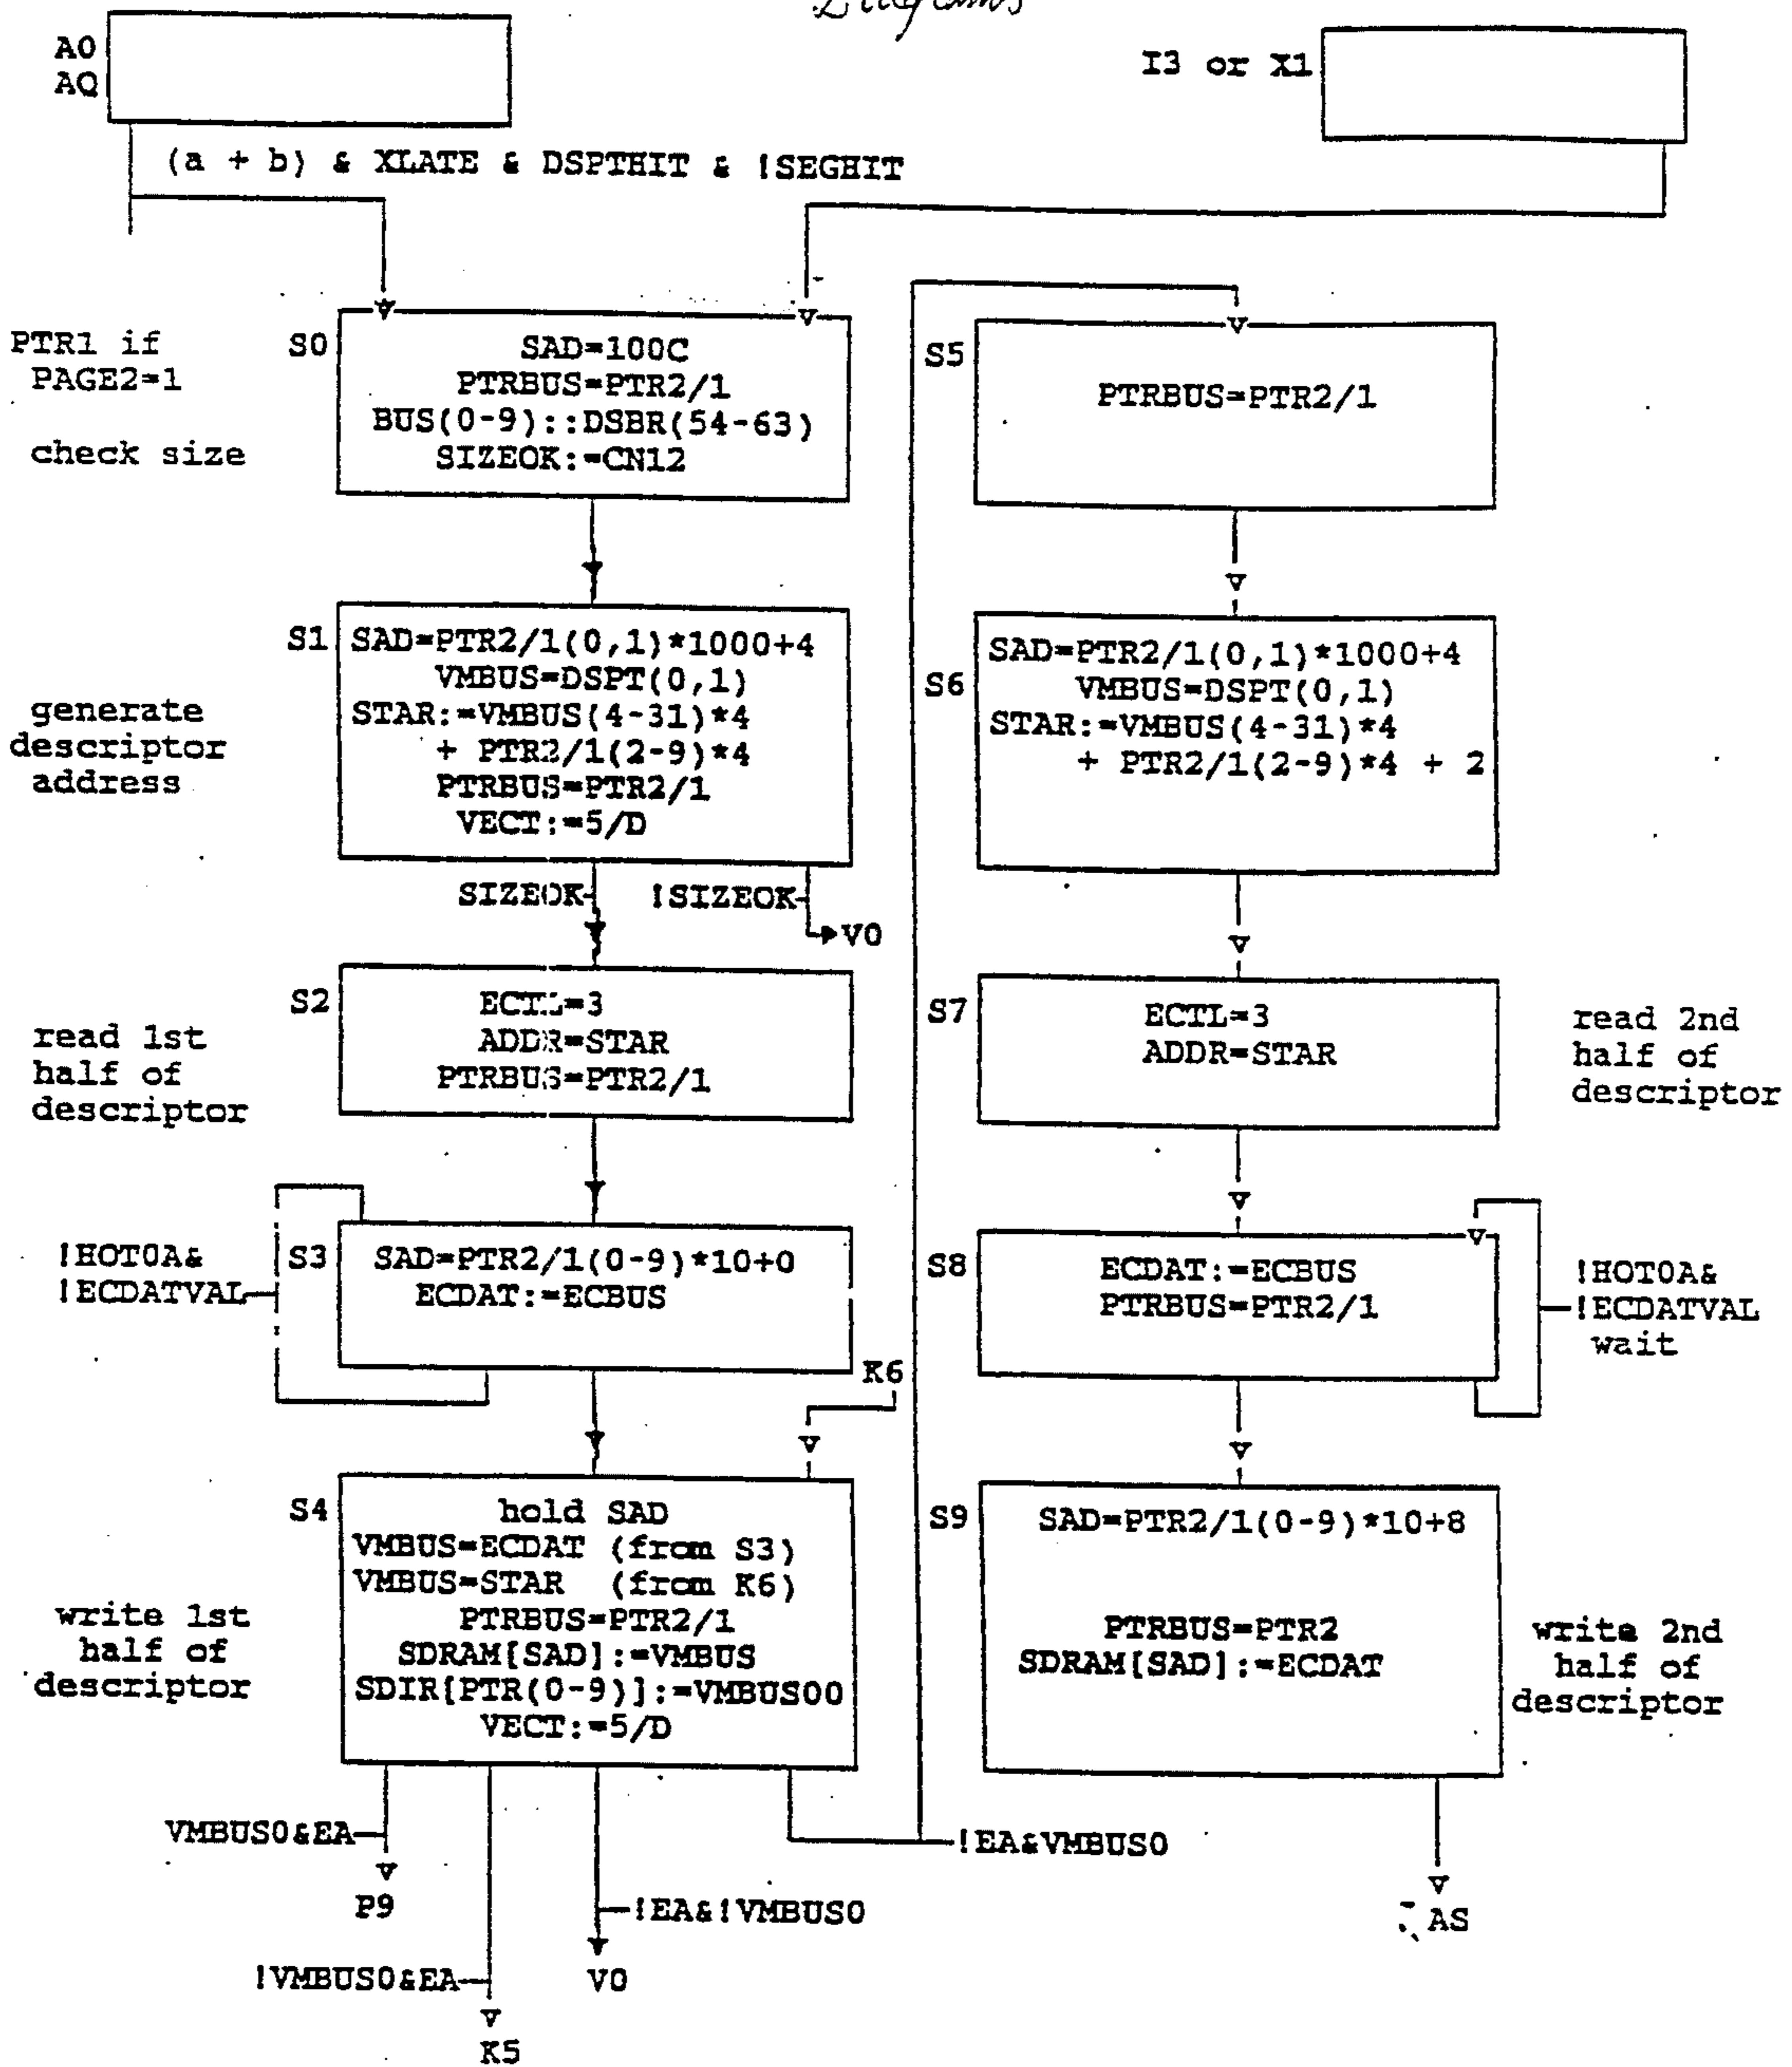 Diagrams
A0
AQ
I3 or X1
(a + b) & XLATE & DSPTHIT & !SEGHIT
PTR1 if
PAGE2=1
check size
S0
SAD=100C
PTRBUS=PTR2/1
BUS(0-9)::DSBR(54-63)
SIZEOK:=CN12
S5
PTRBUS=PTR2/1
generate
descriptor
address
S1
SAD=PTR2/1(0,1)*1000+4
VMBUS=DSPT(0,1)
STAR:=VMBUS(4-31)*4
+ PTR2/1(2-9)*4
PTRBUS=PTR2/1
VECT:=5/D
S6
SAD=PTR2/1(0,1)*1000+4
VMBUS=DSPT(0,1)
STAR:=VMBUS(4-31)*4
+ PTR2/1(2-9)*4 + 2
SIZEOK
!SIZEOK
V0
read 1st
half of
descriptor
S2
ECTL=3
ADDR=STAR
PTRBUS=PTR2/1
S7
ECTL=3
ADDR=STAR
read 2nd
half of
descriptor
!HOT0A&
!ECDATVAL
S3
SAD=PTR2/1(0-9)*10+0
ECDAT:=ECBUS
S8
ECDAT:=ECBUS
PTRBUS=PTR2/1
!HOT0A&
!ECDATVAL
wait
K6
write 1st
half of
descriptor
S4
hold SAD
VMBUS=ECDAT (from S3)
VMBUS=STAR (from K6)
PTRBUS=PTR2/1
SDRAM[SAD]:=VMBUS
SDIR[PTR(0-9)]:=VMBUS00
VECT:=5/D
S9
SAD=PTR2/1(0-9)*10+8
PTRBUS=PTR2
SDRAM[SAD]:=ECDAT
write 2nd
half of
descriptor
VMBUS0&EA
P9
!VMBUS0&EA
K5
!EA&!VMBUS0
V0
!EA&VMBUS0
AS